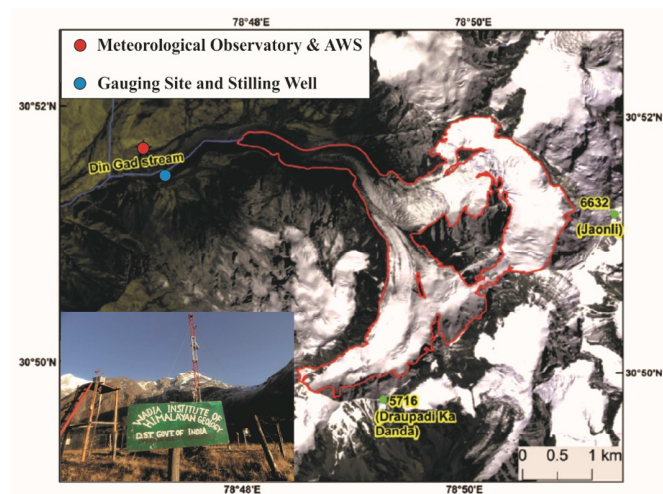 78°48'E 78°50'E
Meteorological Observatory & AWS
Gauging Site and Stilling Well
30°52'N
30°52'N
Din Gad stream
6632
(Jaonli)
30°50'N
30°50'N
5716
(Draupadi Ka
Danda)
WADIA INSTITUTE OF
HIMALAYAN GEOLOGY
D.S.T. GOVT. OF INDIA
0 0.5 1 km
78°48'E 78°50'E